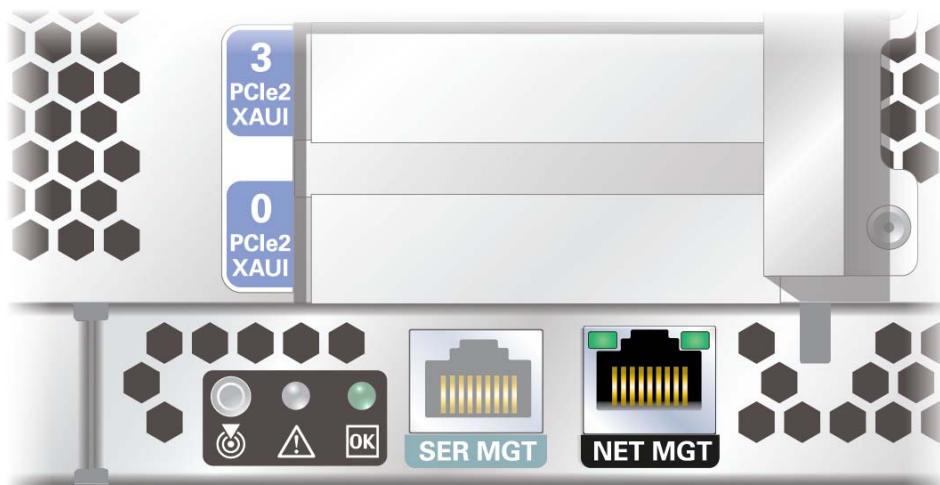 3
PCIe2
XAUI
0
PCIe2
XAUI
OK
SER MGT
NET MGT